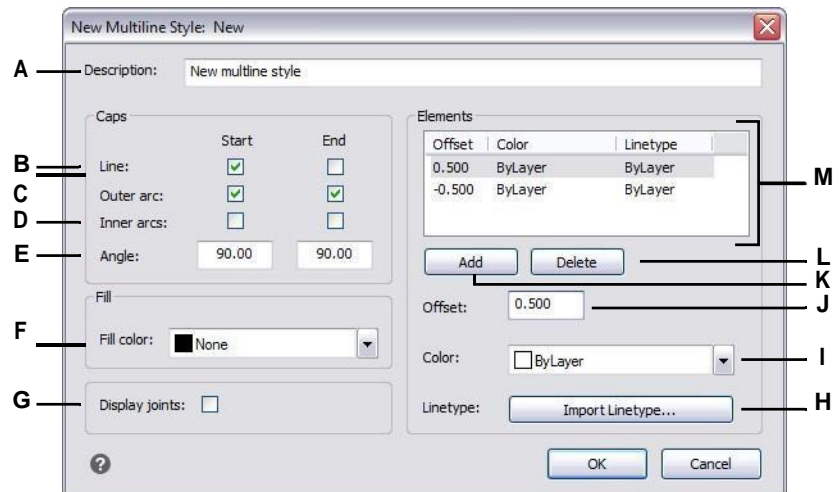 New Multiline Style: New
A Description: New multline style
Caps
Start End
B Line:
C Outer arc:
D Inner arcs:
E Angle: 90.00 90.00
Fill
F Fill color: None
G Display joints:
Elements
Offset Color Linetype
0.500 ByLayer ByLayer
-0.500 ByLayer ByLayer
M
Add Delete L
K
Offset: 0.500 J
Color: ByLayer I
Linetype: Import Linetype... H
? OK Cancel